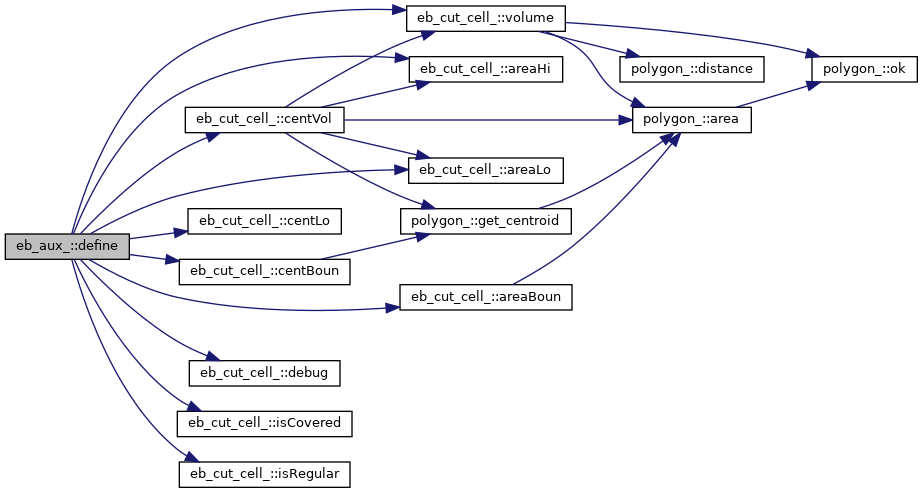 eb_cut_cell_::volume
eb_cut_cell_::areaHi
polygon_::distance
polygon_::ok
eb_cut_cell_::centVol
polygon_::area
eb_cut_cell_::areaLo
eb_cut_cell_::centLo
polygon_::get_centroid
eb_aux_::define
eb_cut_cell_::centBoun
eb_cut_cell_::areaBoun
eb_cut_cell_::debug
eb_cut_cell_::isCovered
eb_cut_cell_::isRegular